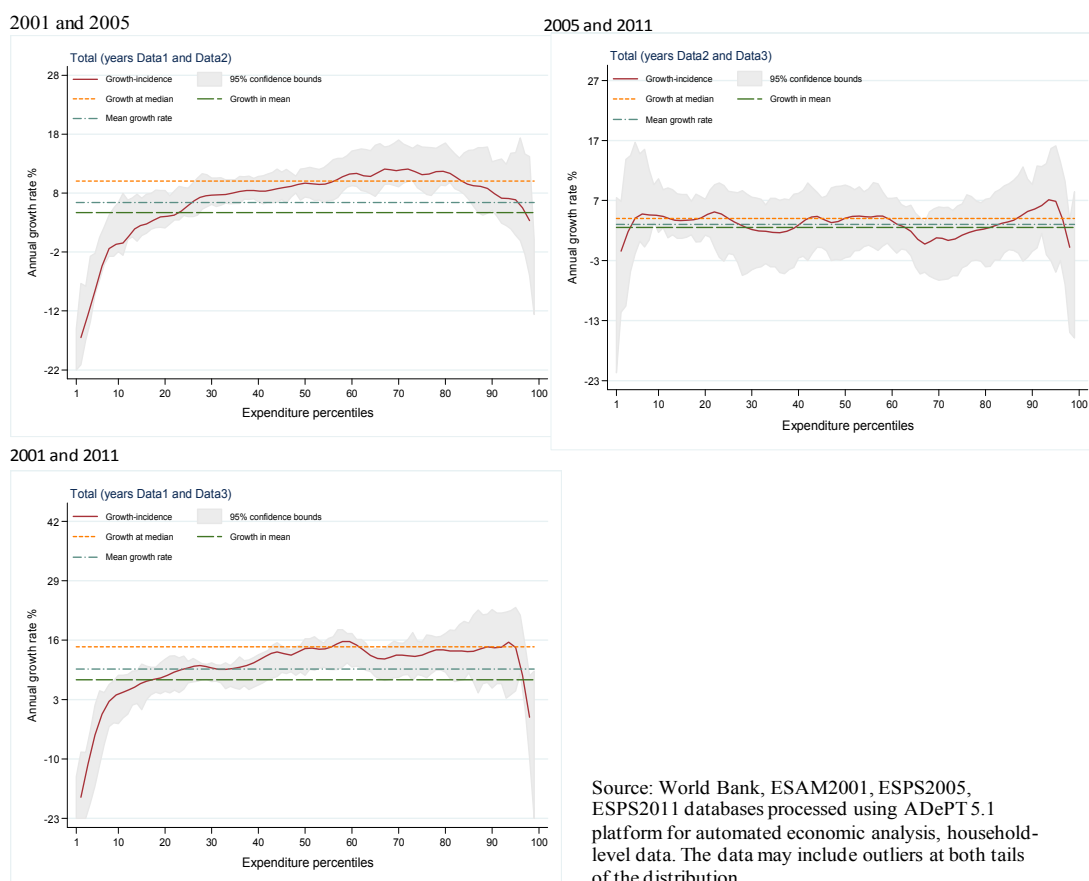 2001 and 2005
Total (years Data1 and Data2)
Growth-incidence
95% confidence bounds
Growth at median
Growth in mean
Mean growth rate
Annual growth rate %
28
18
8
-2
-12
-22
1 10 20 30 40 50 60 70 80 90 100
Expenditure percentiles
2005 and 2011
Total (years Data2 and Data3)
Growth-incidence
95% confidence bounds
Growth at median
Growth in mean
Mean growth rate
Annual growth rate %
27
17
7
-3
-13
-23
1 10 20 30 40 50 60 70 80 90 100
Expenditure percentiles
2001 and 2011
Total (years Data1 and Data3)
Growth-incidence
95% confidence bounds
Growth at median
Growth in mean
Mean growth rate
Annual growth rate %
42
29
16
3
-10
-23
1 10 20 30 40 50 60 70 80 90 100
Expenditure percentiles
Source: World Bank, ESAM2001, ESPS2005,
ESPS2011 databases processed using ADePT 5.1
platform for automated economic analysis, household-
level data. The data may include outliers at both tails
of the distribution